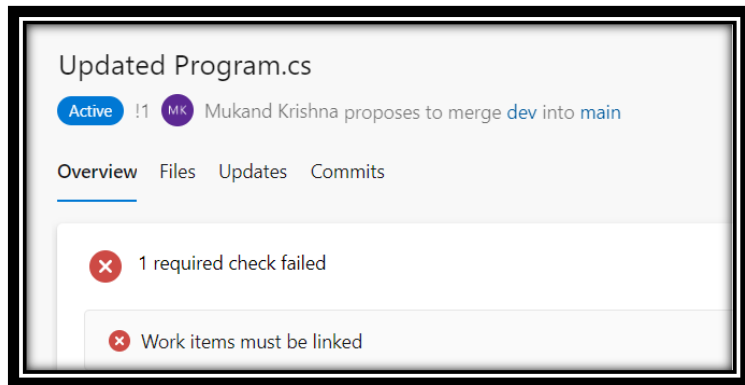 Updated Program.cs
Active !1 MK Mukand Krishna proposes to merge dev into main
Overview Files Updates Commits
1 required check failed
Work items must be linked